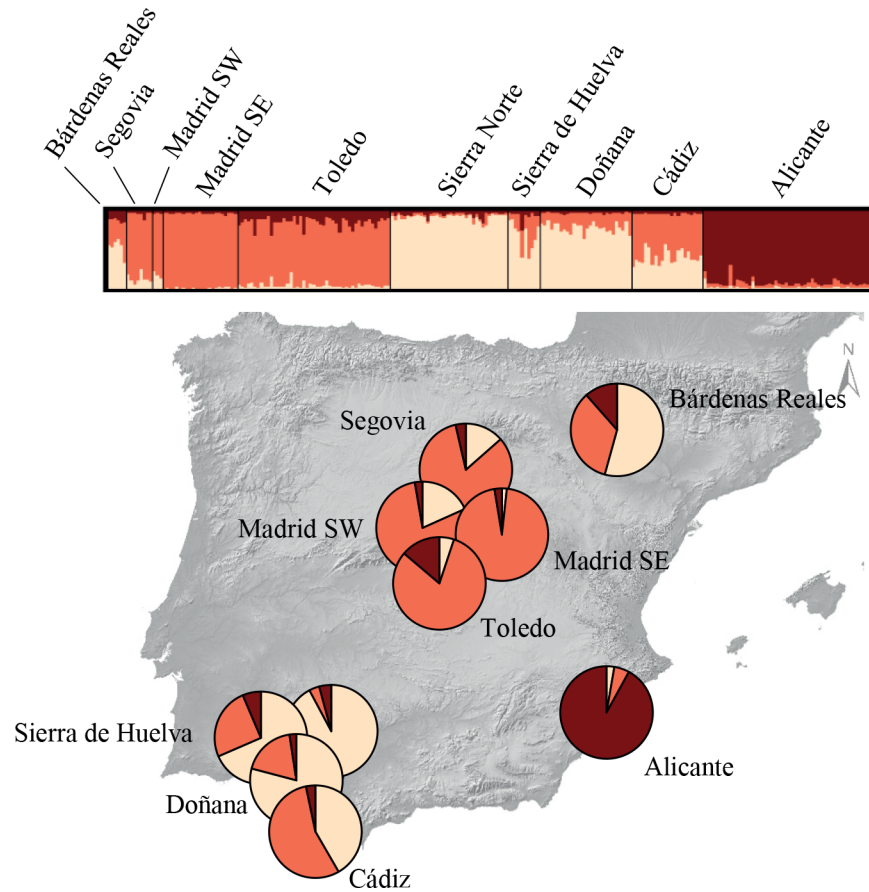 Bárdenas Reales
Segovia
Madrid SW
Madrid SE
Toledo
Sierra Norte
Sierra de Huelva
Doñana
Cádiz
Alicante
N
Bárdenas Reales
Segovia
Madrid SW
Madrid SE
Toledo
Sierra de Huelva
Alicante
Doñana
Cádiz